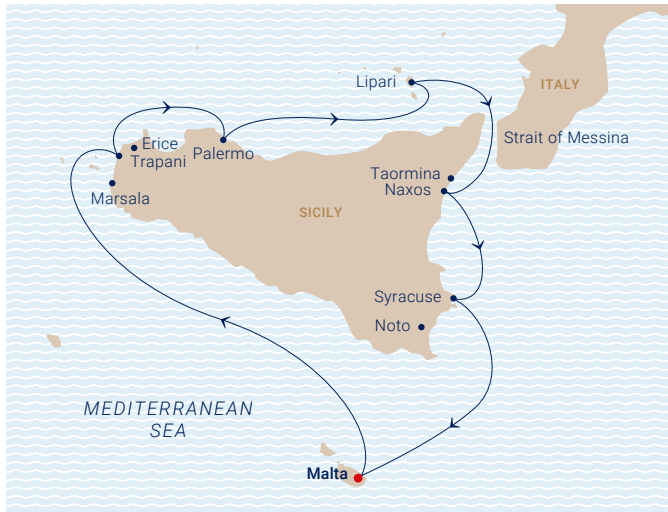 Lipari
ITALY
Strait of Messina
Erice
Trapani
Palermo
Taormina
Naxos
Marsala
SICILY
Syracuse
Noto
MEDITERRANEAN
SEA
Malta